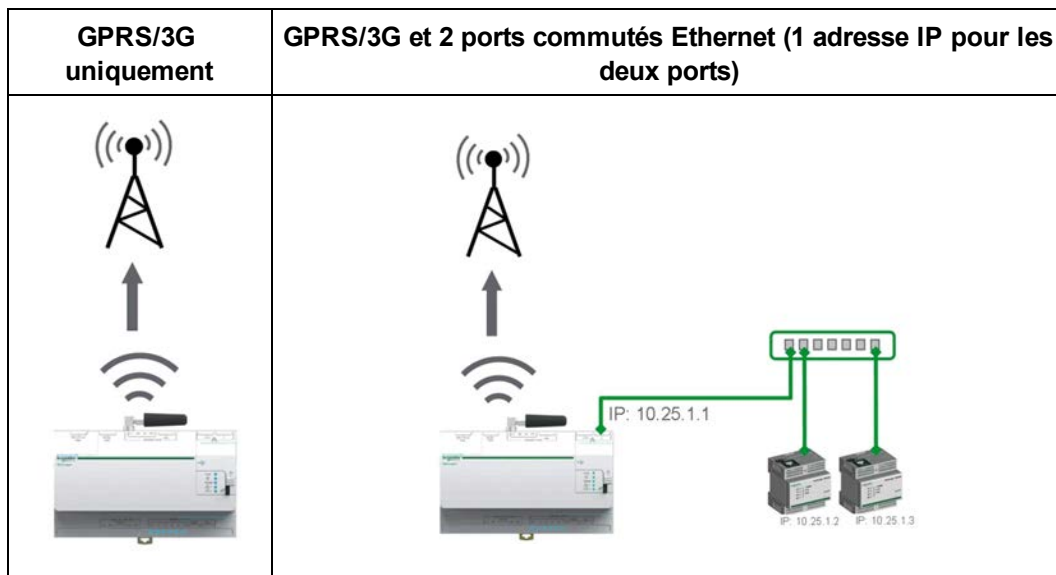 GPRS/3G
uniquement
GPRS/3G et 2 ports commutés Ethernet (1 adresse IP pour les
deux ports)
IP: 10.25.1.1
IP: 10.25.1.2
IP: 10.25.1.3